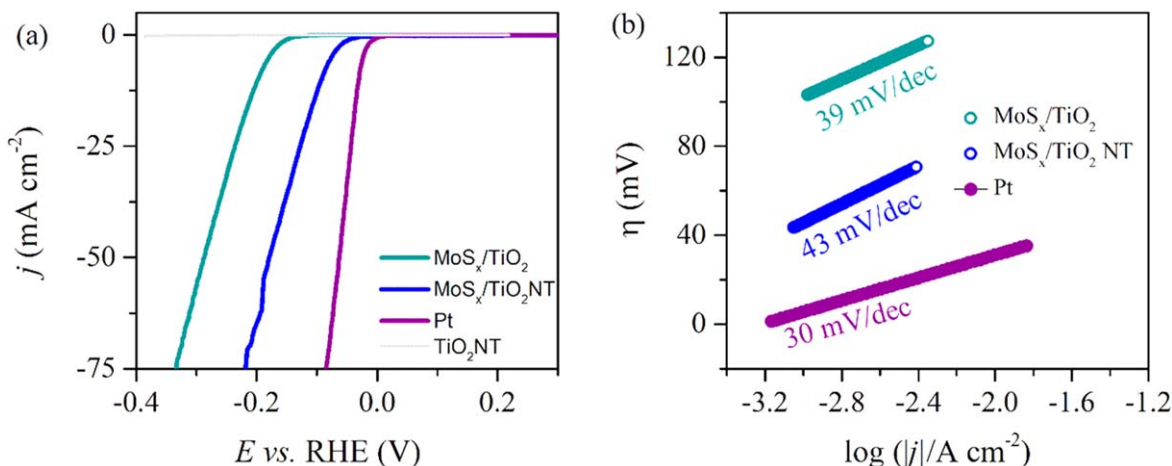 (a)
0
-25
-50
-75
j (mA cm⁻²)
MoSₓ/TiO₂
MoSₓ/TiO₂NT
Pt
TiO₂NT
-0.4
-0.2
0.0
0.2
E vs. RHE (V)
(b)
120
80
40
0
η (mV)
39 mV/dec
43 mV/dec
30 mV/dec
MoSₓ/TiO₂
MoSₓ/TiO₂ NT
Pt
-3.2
-2.8
-2.4
-2.0
-1.6
-1.2
log (|j|/A cm⁻²)